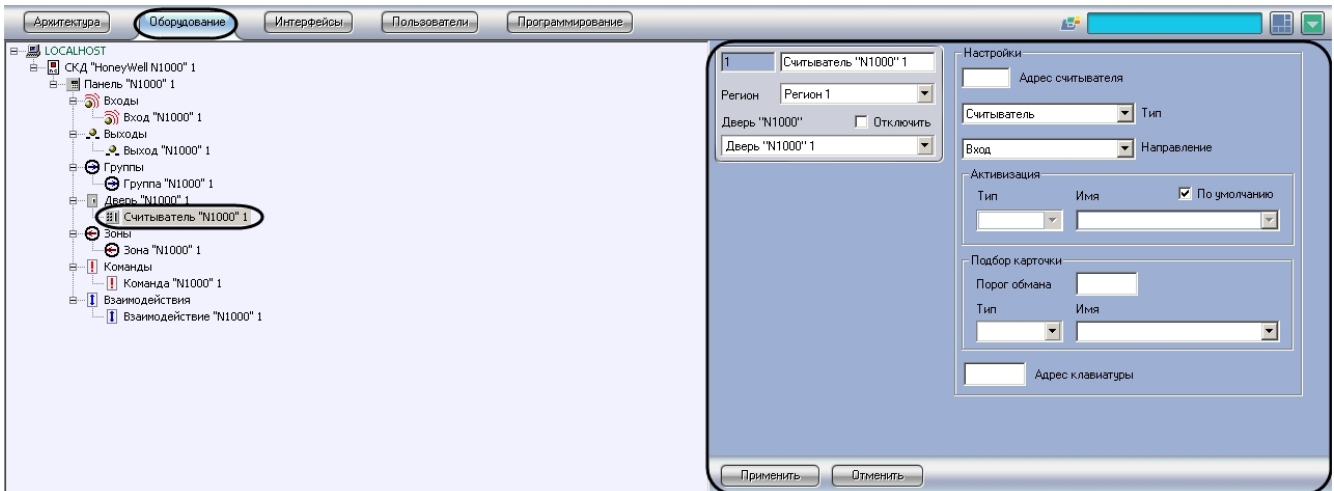 Архитектура Оборудование Интерфейсы Пользователи Программирование
LOCALHOST
СКД "HoneyWell N1000" 1
Панель "N1000" 1
Входы
Вход "N1000" 1
Выходы
Выход "N1000" 1
Группы
Группа "N1000" 1
Дверь "N1000" 1
Считыватель "N1000" 1
Зоны
Зона "N1000" 1
Команды
Команда "N1000" 1
Взаимодействия
Взаимодействие "N1000" 1
1 Считыватель "N1000" 1
Регион Регион 1
Дверь "N1000" Отключить
Дверь "N1000" 1
Настройки
Адрес считывателя
Считыватель Тип
Вход Направление
Активизация
Тип Имя По умолчанию
Подбор карточки
Порог обмана
Тип Имя
Адрес клавиатуры
Применить Отменить